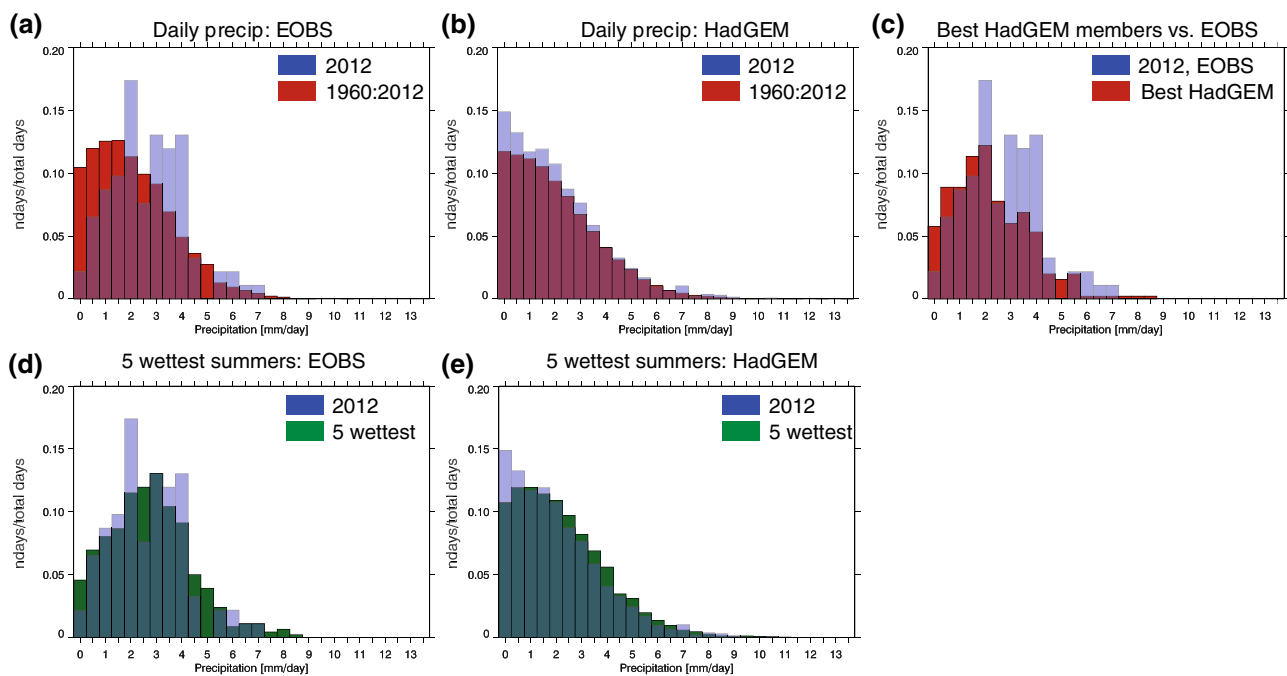 (a) Daily precip: EOBS
0.20
0.15
0.10
0.05
0
ndays/total days
2012
1960:2012
0 1 2 3 4 5 6 7 8 9 10 11 12 13
Precipitation [mm/day]
(b) Daily precip: HadGEM
0.20
0.15
0.10
0.05
0
ndays/total days
2012
1960:2012
0 1 2 3 4 5 6 7 8 9 10 11 12 13
Precipitation [mm/day]
(c) Best HadGEM members vs. EOBS
0.20
0.15
0.10
0.05
0
ndays/total days
2012, EOBS
Best HadGEM
0 1 2 3 4 5 6 7 8 9 10 11 12 13
Precipitation [mm/day]
(d) 5 wettest summers: EOBS
0.20
0.15
0.10
0.05
0
ndays/total days
2012
5 wettest
0 1 2 3 4 5 6 7 8 9 10 11 12 13
Precipitation [mm/day]
(e) 5 wettest summers: HadGEM
0.20
0.15
0.10
0.05
0
ndays/total days
2012
5 wettest
0 1 2 3 4 5 6 7 8 9 10 11 12 13
Precipitation [mm/day]